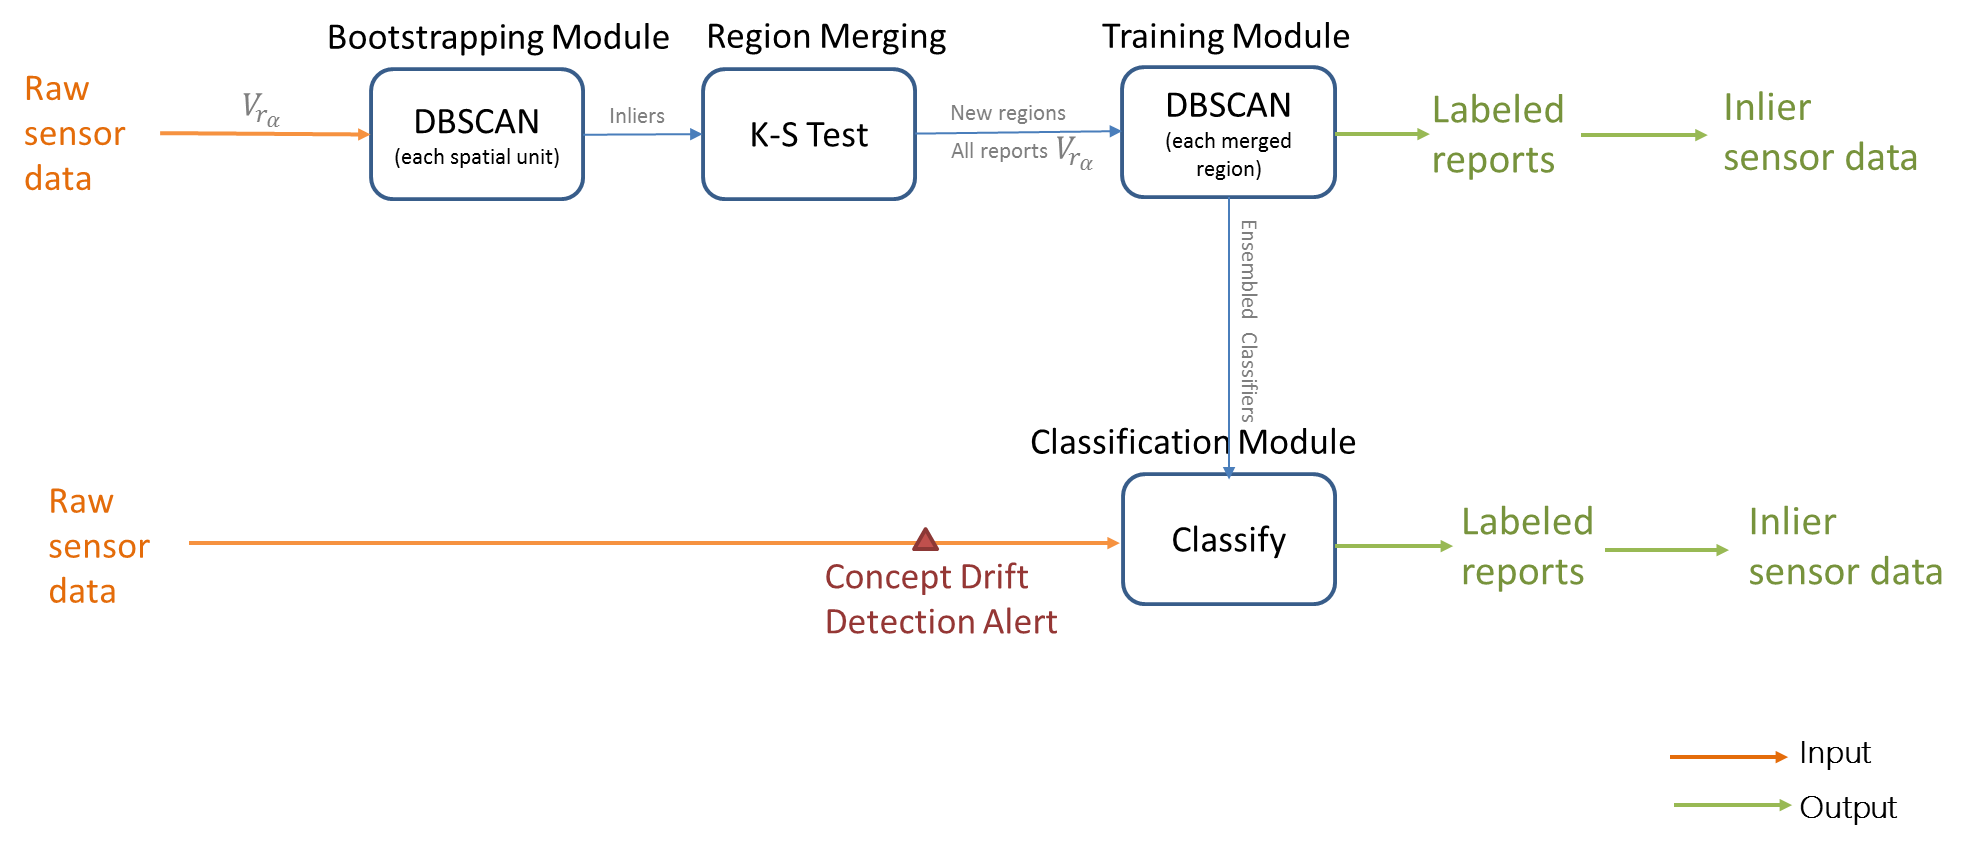 Bootstrapping Module
Region Merging
Training Module
Raw
sensor
data
V_{r_α}
DBSCAN
(each spatial unit)
Inliers
K-S Test
New regions
All reports V_{r_α}
DBSCAN
(each merged
region)
Labeled
reports
Inlier
sensor data
Ensembled Classifiers
Classification Module
Raw
sensor
data
Concept Drift
Detection Alert
Classify
Labeled
reports
Inlier
sensor data
Input
Output